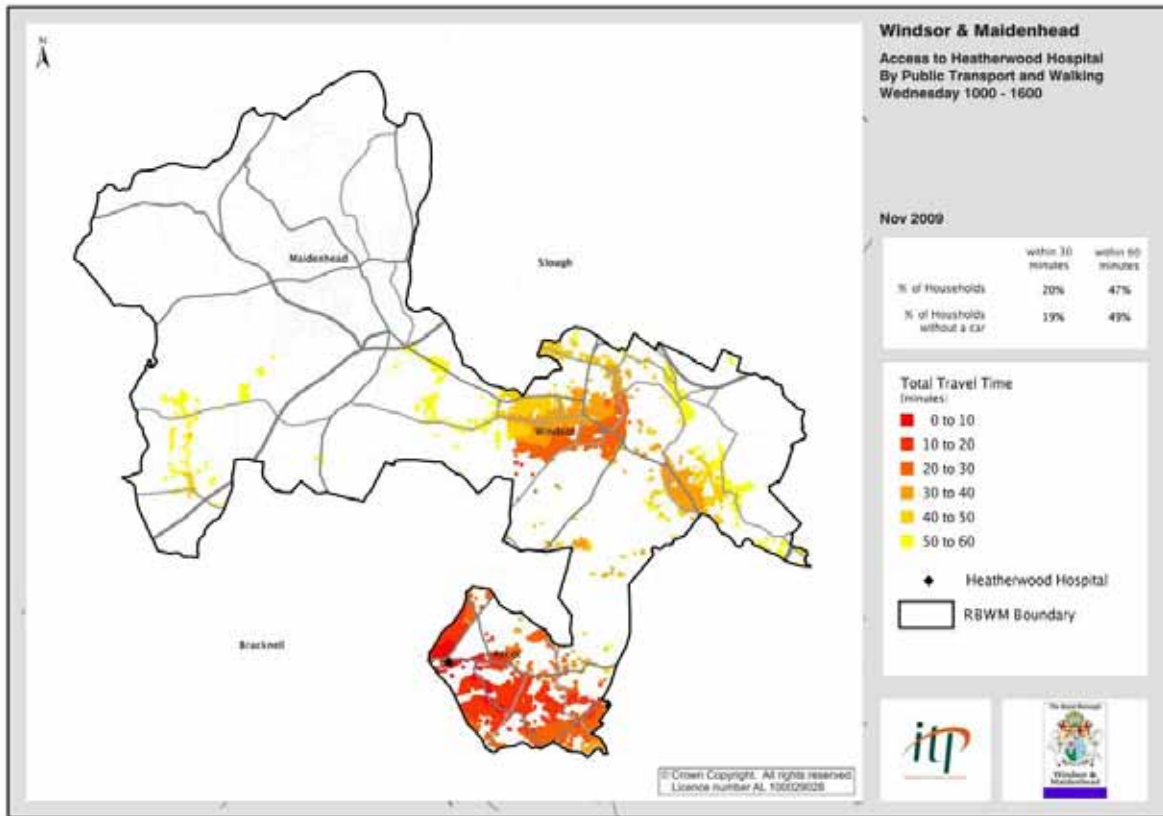 Windsor & Maidenhead
Access to Heatherwood Hospital
By Public Transport and Walking
Wednesday 1000 - 1600
Nov 2009
within 30 minutes within 60 minutes
% of Households 20% 47%
% of Housholds without a car 19% 49%
Total Travel Time
(minutes)
0 to 10
10 to 20
20 to 30
30 to 40
40 to 50
50 to 60
Heatherwood Hospital
RBWM Boundary
N
Maidenhead
Slough
Windsor
Bracknell
Ascot
© Crown Copyright. All rights reserved.
Licence number AL 100029026
itp
The Royal Borough
Windsor &
Maidenhead